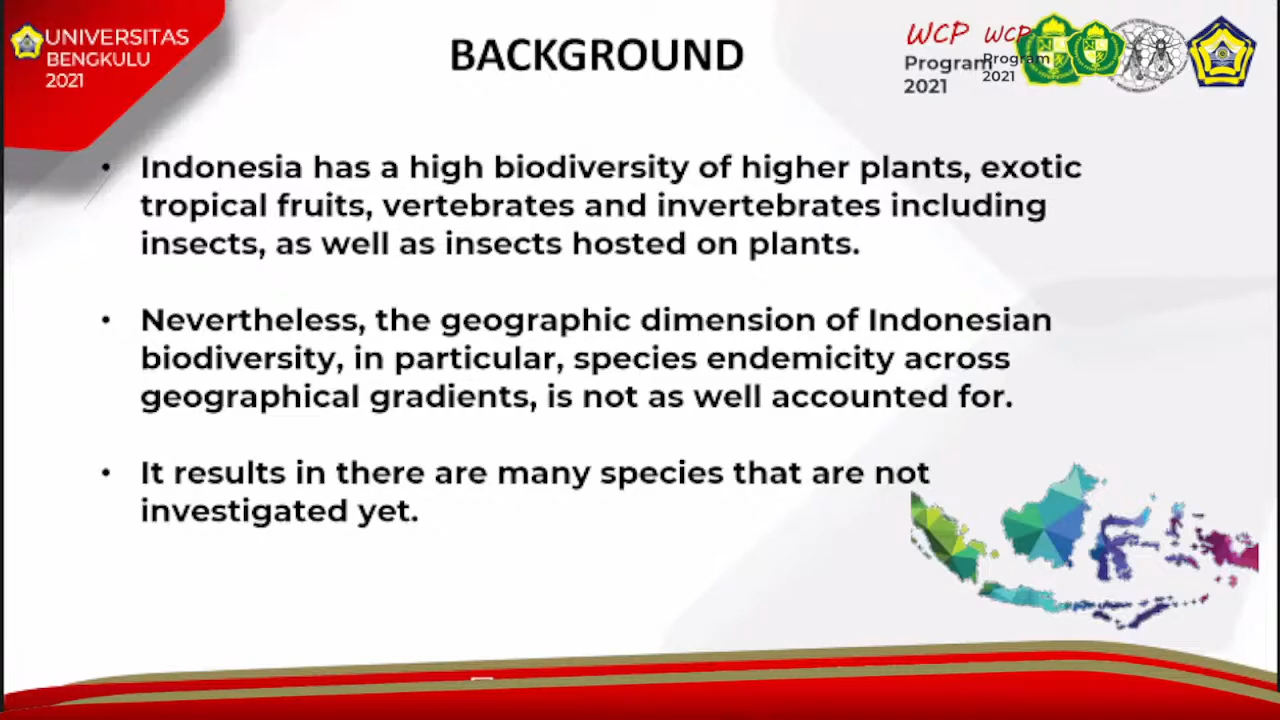 UNIVERSITAS
BENGKULU
2021
BACKGROUND
WCP
Program
2021
WCP
Program
2021
• Indonesia has a high biodiversity of higher plants, exotic
tropical fruits, vertebrates and invertebrates including
insects, as well as insects hosted on plants.
• Nevertheless, the geographic dimension of Indonesian
biodiversity, in particular, species endemicity across
geographical gradients, is not as well accounted for.
• It results in there are many species that are not
investigated yet.